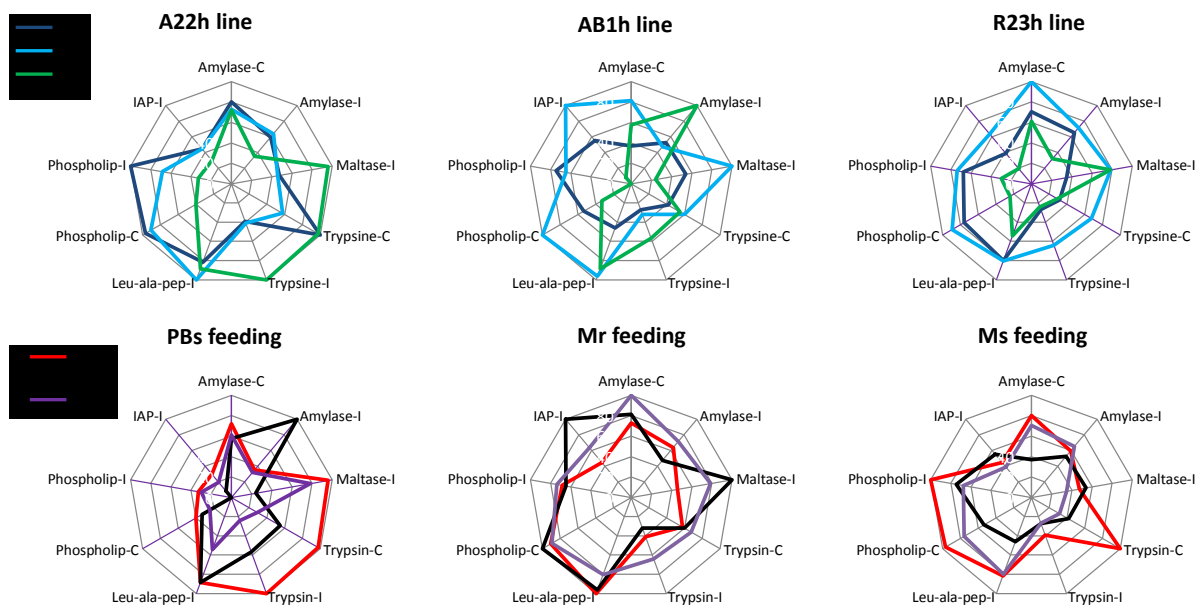 A22h line
AB1h line
R23h line
Amylase-C
Amylase-I
Maltase-I
Trypsine-C
Trypsine-I
Leu-ala-pep-I
Phospholip-C
Phospholip-I
IAP-I
Amylase-C
Amylase-I
Maltase-I
Trypsine-C
Trypsine-I
Leu-ala-pep-I
Phospholip-C
Phospholip-I
IAP-I
40
Amylase-C
Amylase-I
Maltase-I
Trypsine-C
Trypsine-I
Leu-ala-pep-I
Phospholip-C
Phospholip-I
IAP-I
PBs feeding
Mr feeding
Ms feeding
Amylase-C
Amylase-I
Maltase-I
Trypsin-C
Trypsin-I
Leu-ala-pep-I
Phospholip-C
Phospholip-I
IAP-I
Amylase-C
Amylase-I
Maltase-I
Trypsin-C
Trypsin-I
Leu-ala-pep-I
Phospholip-C
Phospholip-I
IAP-I
Amylase-C
Amylase-I
Maltase-I
Trypsin-C
Trypsin-I
Leu-ala-pep-I
Phospholip-C
Phospholip-I
IAP-I
40